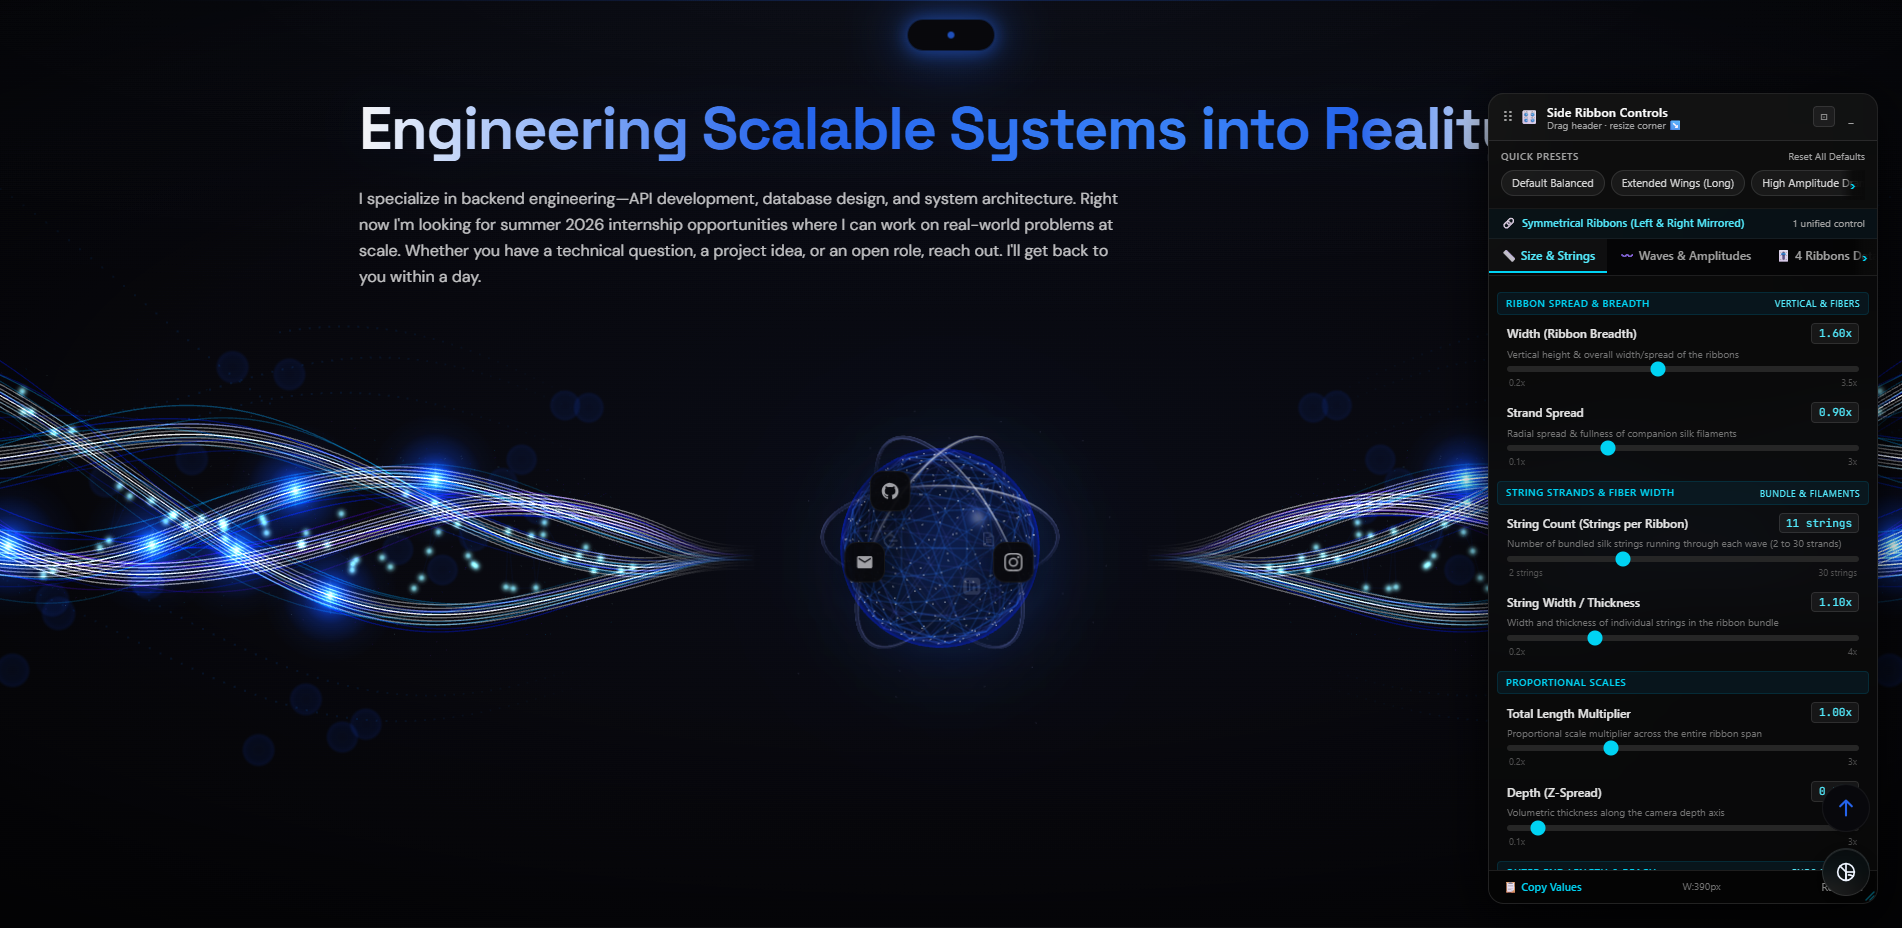 Engineering Scalable Systems into Reality
I specialize in backend engineering—API development, database design, and system architecture. Right
now I'm looking for summer 2026 internship opportunities where I can work on real-world problems at
scale. Whether you have a technical question, a project idea, or an open role, reach out. I'll get back to
you within a day.
Side Ribbon Controls
Drag header · resize corner
QUICK PRESETS
Reset All Defaults
Default Balanced
Extended Wings (Long)
High Amplitude D
Symmetrical Ribbons (Left & Right Mirrored)
1 unified control
Size & Strings
Waves & Amplitudes
4 Ribbons D
RIBBON SPREAD & BREADTH
VERTICAL & FIBERS
Width (Ribbon Breadth)
1.60x
Vertical height & overall width/spread of the ribbons
0.2x
3.5x
Strand Spread
0.90x
Radial spread & fullness of companion silk filaments
0.1x
3x
STRING STRANDS & FIBER WIDTH
BUNDLE & FILAMENTS
String Count (Strings per Ribbon)
11 strings
Number of bundled silk strings running through each wave (2 to 30 strands)
2 strings
30 strings
String Width / Thickness
1.10x
Width and thickness of individual strings in the ribbon bundle
0.2x
4x
PROPORTIONAL SCALES
Total Length Multiplier
1.00x
Proportional scale multiplier across the entire ribbon span
0.2x
3x
Depth (Z-Spread)
Volumetric thickness along the camera depth axis
0.1x
3x
Copy Values
W:390px